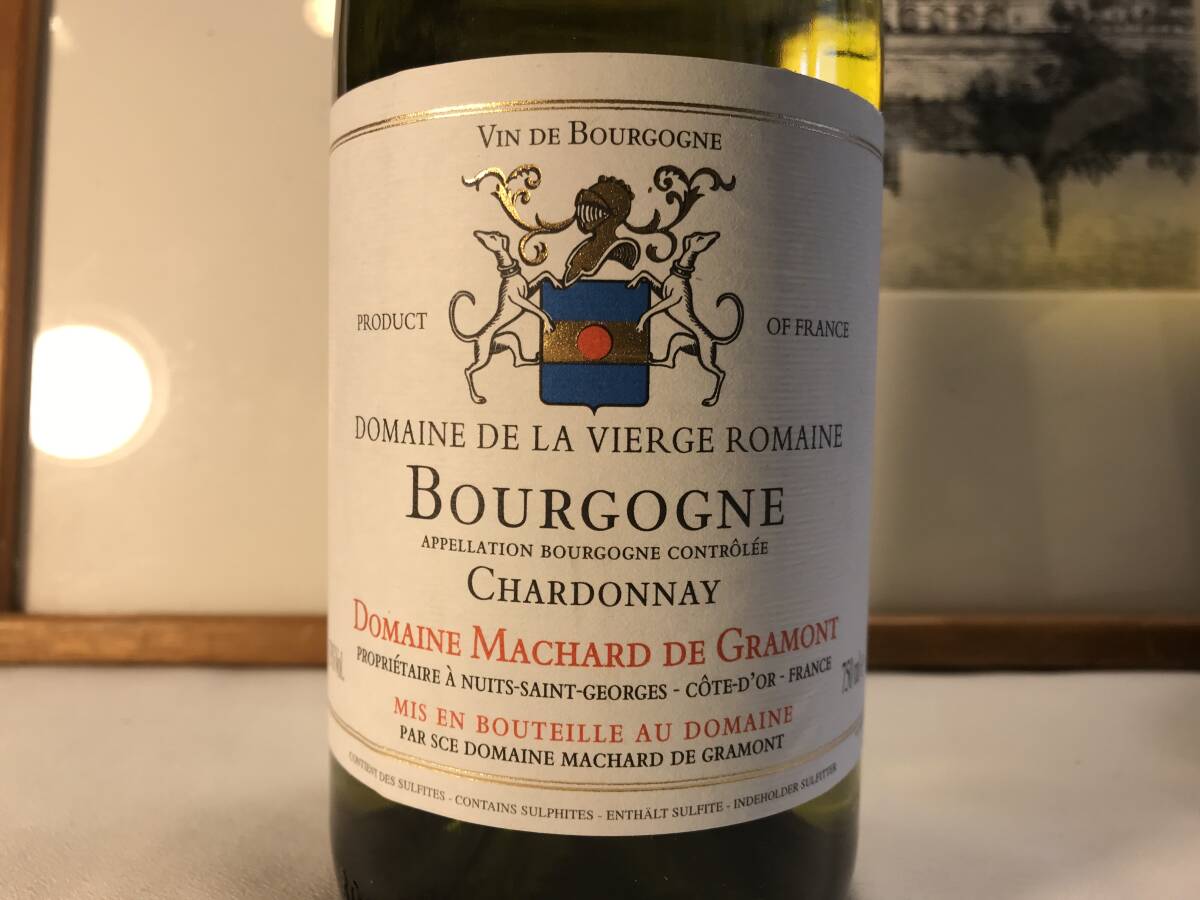 VIN DE BOURGOGNE
PRODUCT OF FRANCE
DOMAINE DE LA VIERGE ROMAINE
BOURGOGNE
APPELLATION BOURGOGNE CONTRÔLÉE
CHARDONNAY
DOMAINE MACHARD DE GRAMONT
PROPRIÉTAIRE À NUITS-SAINT-GEORGES - CÔTE-D'OR - FRANCE
MIS EN BOUTEILLE AU DOMAINE
PAR SCE DOMAINE MACHARD DE GRAMONT
CONTIENT DES SULFITES - CONTAINS SULPHITES - ENTHÄLT SULFITE - INDEHOLDER SULFITTER